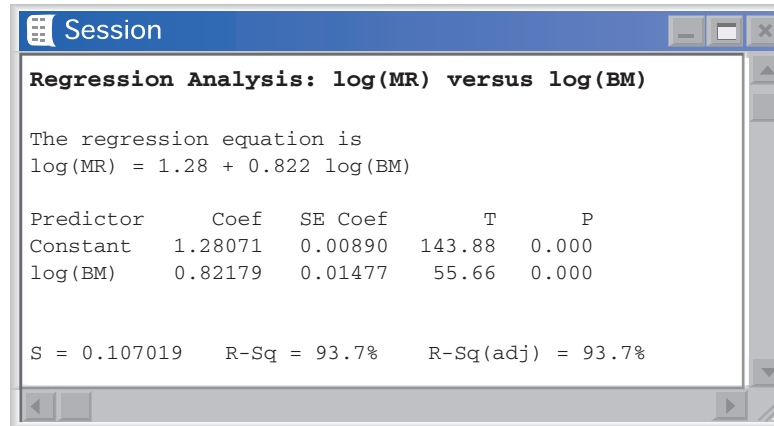 Session
Regression Analysis: log(MR) versus log(BM)
The regression equation is
log(MR) = 1.28 + 0.822 log(BM)
Predictor Coef SE Coef T P
Constant 1.28071 0.00890 143.88 0.000
log(BM) 0.82179 0.01477 55.66 0.000
S = 0.107019 R-Sq = 93.7% R-Sq(adj) = 93.7%